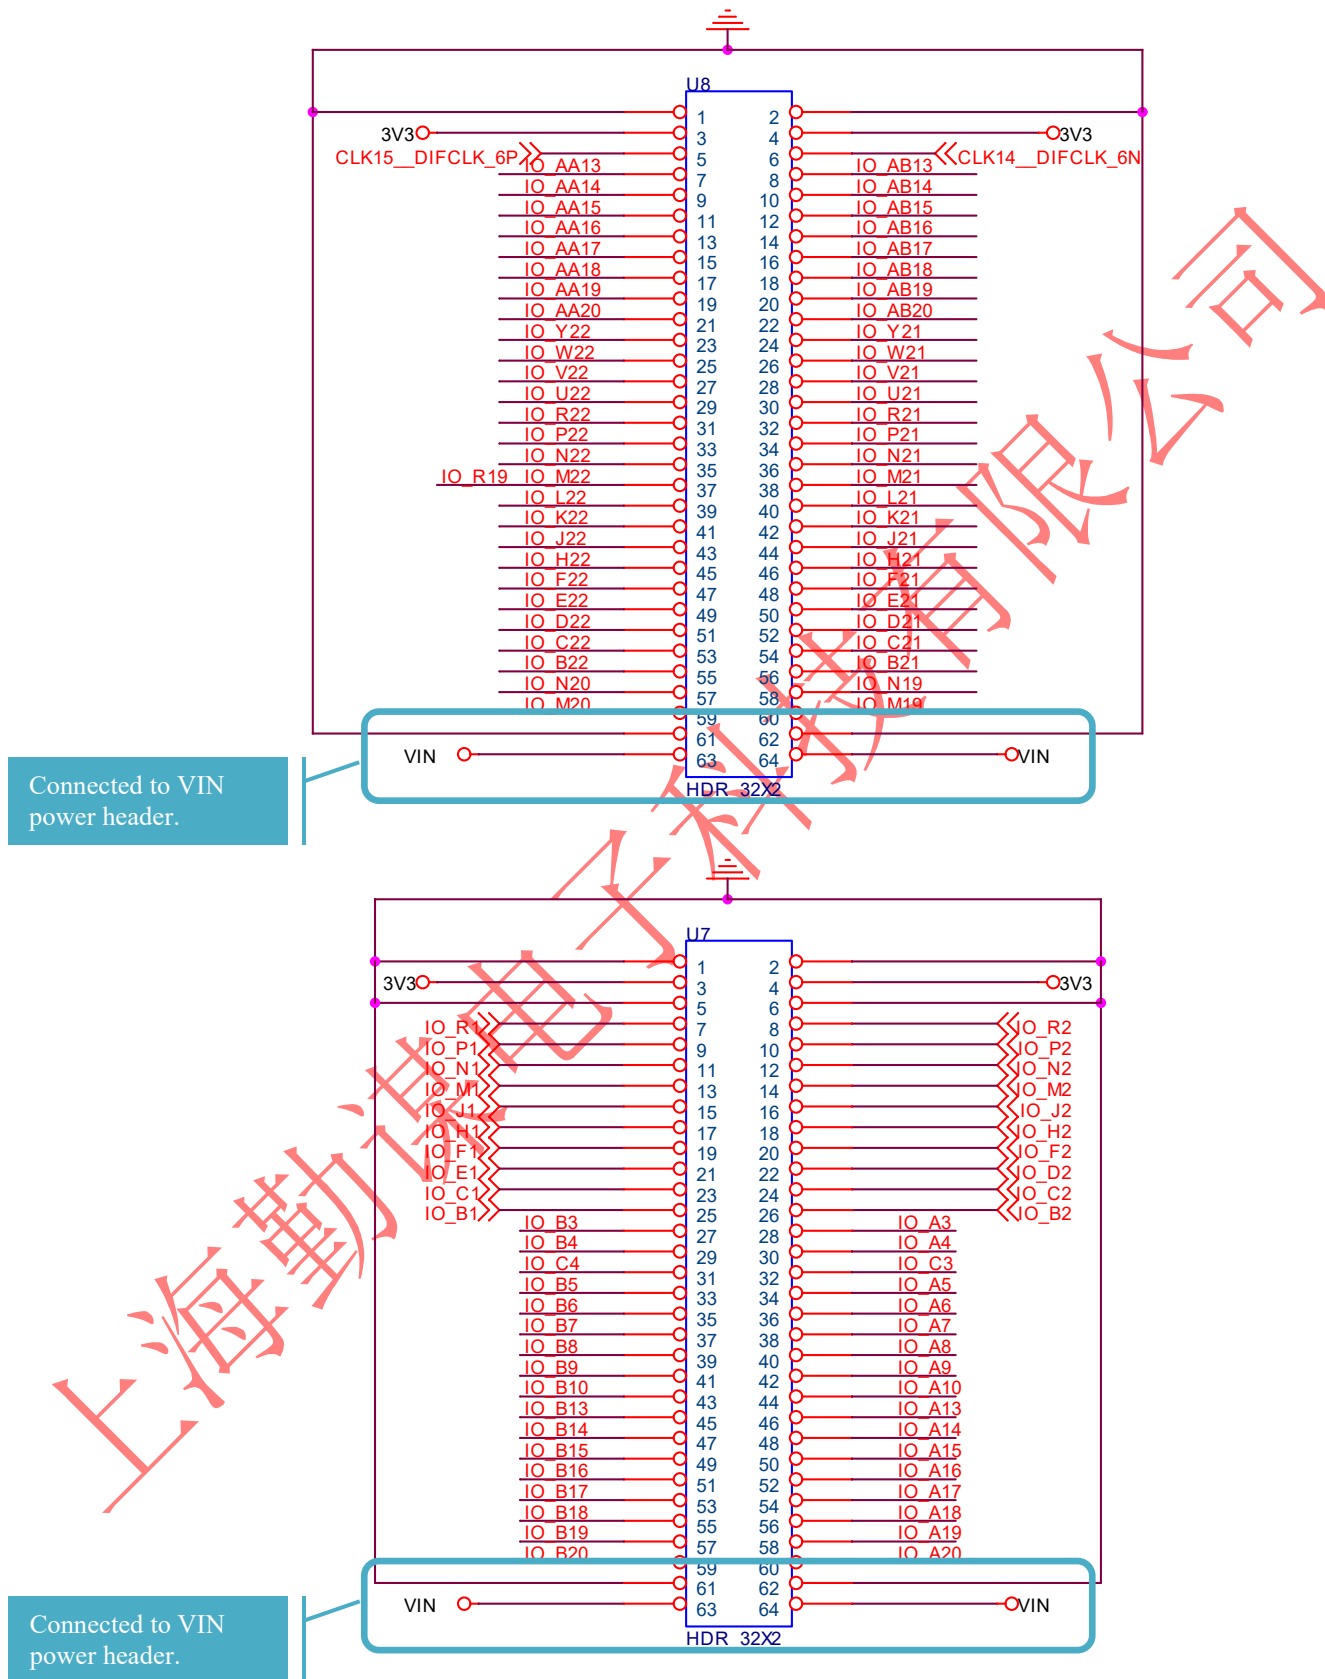 U8
1 2
3V3 3 4 3V3
CLK15__DIFCLK_6P 5 6 CLK14__DIFCLK_6N
IO_AA13 7 8 IO_AB13
IO_AA14 9 10 IO_AB14
IO_AA15 11 12 IO_AB15
IO_AA16 13 14 IO_AB16
IO_AA17 15 16 IO_AB17
IO_AA18 17 18 IO_AB18
IO_AA19 19 20 IO_AB19
IO_AA20 21 22 IO_AB20
IO_Y22 23 24 IO_Y21
IO_W22 25 26 IO_W21
IO_V22 27 28 IO_V21
IO_U22 29 30 IO_U21
IO_R22 31 32 IO_R21
IO_P22 33 34 IO_P21
IO_N22 35 36 IO_N21
IO_R19 IO_M22 37 38 IO_M21
IO_L22 39 40 IO_L21
IO_K22 41 42 IO_K21
IO_J22 43 44 IO_J21
IO_H22 45 46 IO_H21
IO_F22 47 48 IO_F21
IO_E22 49 50 IO_E21
IO_D22 51 52 IO_D21
IO_C22 53 54 IO_C21
IO_B22 55 56 IO_B21
IO_N20 57 58 IO_N19
IO_M20 59 60 IO_M19
61 62
VIN 63 64 VIN
HDR 32X2
Connected to VIN
power header.
U7
1 2
3V3 3 4 3V3
5 6
IO_R1 7 8 IO_R2
IO_P1 9 10 IO_P2
IO_N1 11 12 IO_N2
IO_M1 13 14 IO_M2
IO_J1 15 16 IO_J2
IO_H1 17 18 IO_H2
IO_F1 19 20 IO_F2
IO_E1 21 22 IO_D2
IO_C1 23 24 IO_C2
IO_B1 25 26 IO_B2
IO_B3 27 28 IO_A3
IO_B4 29 30 IO_A4
IO_C4 31 32 IO_C3
IO_B5 33 34 IO_A5
IO_B6 35 36 IO_A6
IO_B7 37 38 IO_A7
IO_B8 39 40 IO_A8
IO_B9 41 42 IO_A9
IO_B10 43 44 IO_A10
IO_B13 45 46 IO_A13
IO_B14 47 48 IO_A14
IO_B15 49 50 IO_A15
IO_B16 51 52 IO_A16
IO_B17 53 54 IO_A17
IO_B18 55 56 IO_A18
IO_B19 57 58 IO_A19
IO_B20 59 60 IO_A20
61 62
VIN 63 64 VIN
HDR 32X2
Connected to VIN
power header.
上海勤谋电子科技有限公司